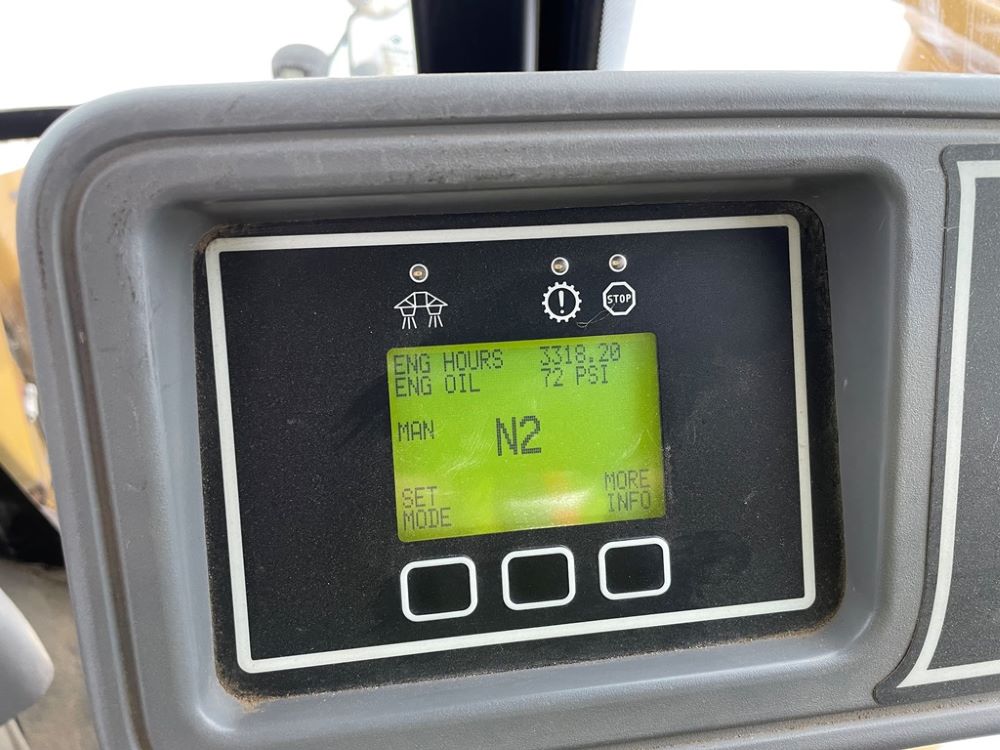 STOP
ENG HOURS 3318.20
ENG OIL 72 PSI
MAN N2
SET MORE
MODE INFO